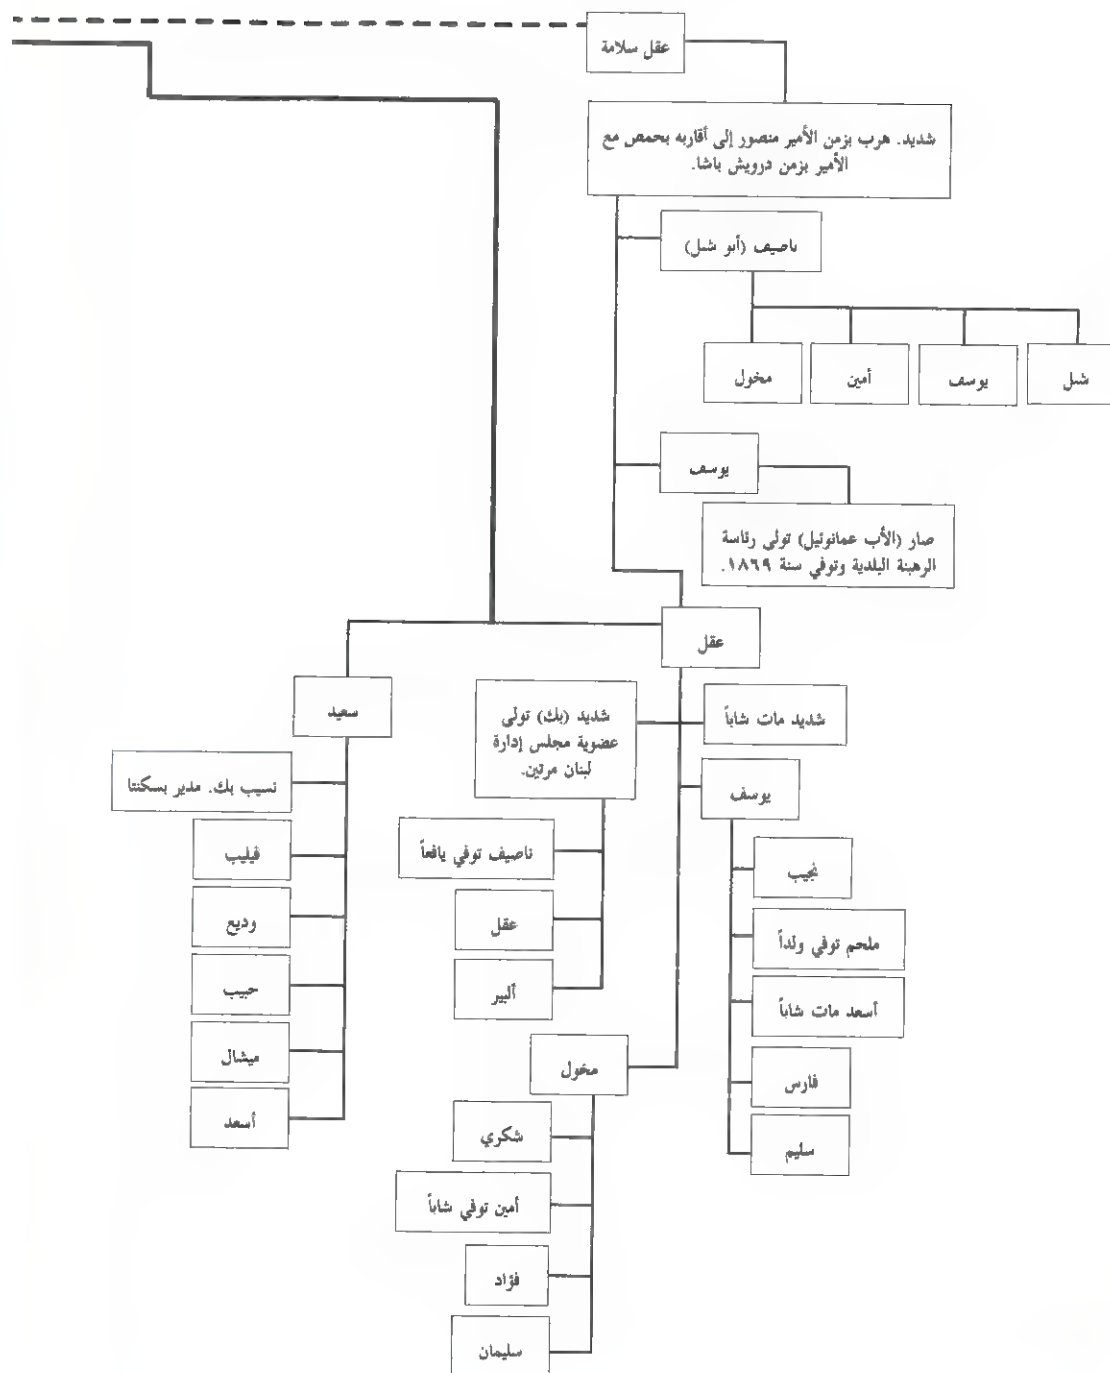 عقل سلامة
شديد. هرب بزمن الأمير منصور إلى أقاربه بحمص مع
الأمير بزمن درويش باشا.
ناصيف (أبو شبل)
شبل
يوسف
أمين
مخول
يوسف
صار (الأب عمانوئيل) تولى رئاسة
الرهبنة البلدية وتوفي سنة ١٨٦٩.
عقل
شديد مات شاباً
شديد (بك) تولى
عضوية مجلس إدارة
لبنان مرتين.
سعيد
يوسف
نسيب بك. مدير بسكنتا
نجيب
ناصيف توفي يافعاً
فيليب
ملحم توفي ولداً
عقل
وديع
أسعد مات شاباً
ألبير
حبيب
فارس
مخول
ميشال
سليم
شكري
أسعد
أمين توفي شاباً
فؤاد
سليمان